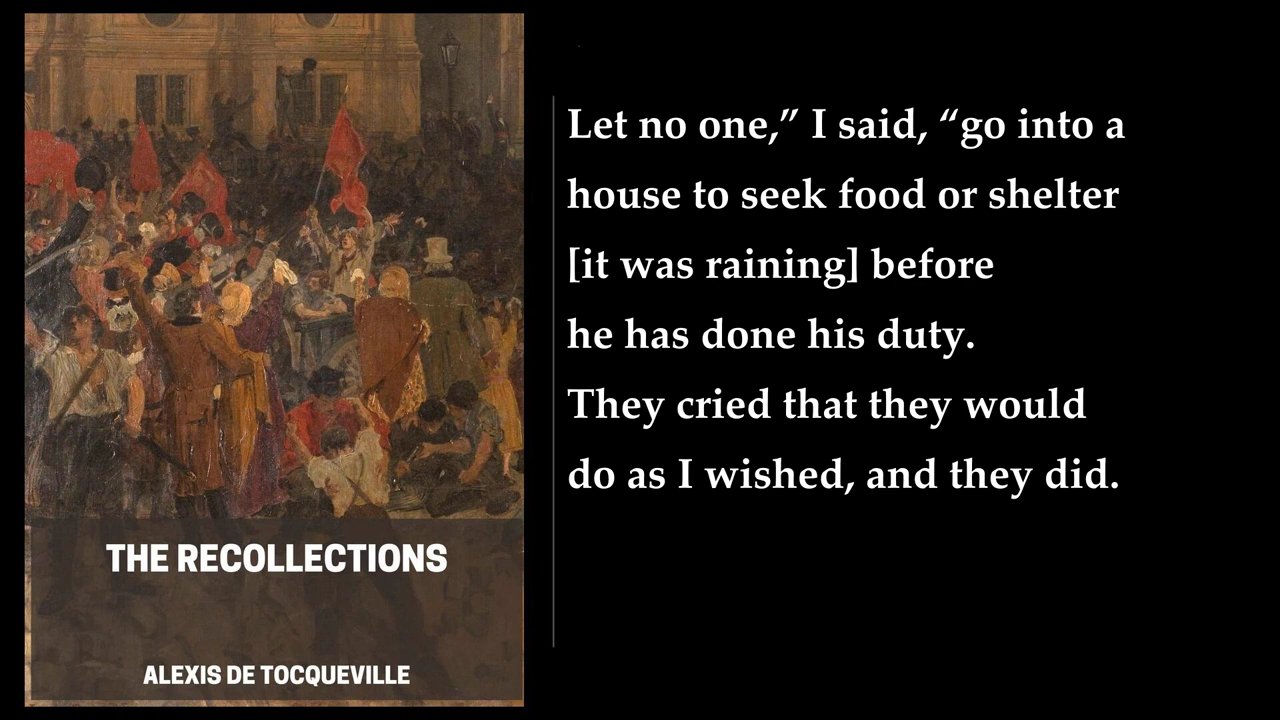 Let no one,” I said, “go into a
house to seek food or shelter
[it was raining] before
he has done his duty.
They cried that they would
do as I wished, and they did.
THE RECOLLECTIONS
ALEXIS DE TOCQUEVILLE